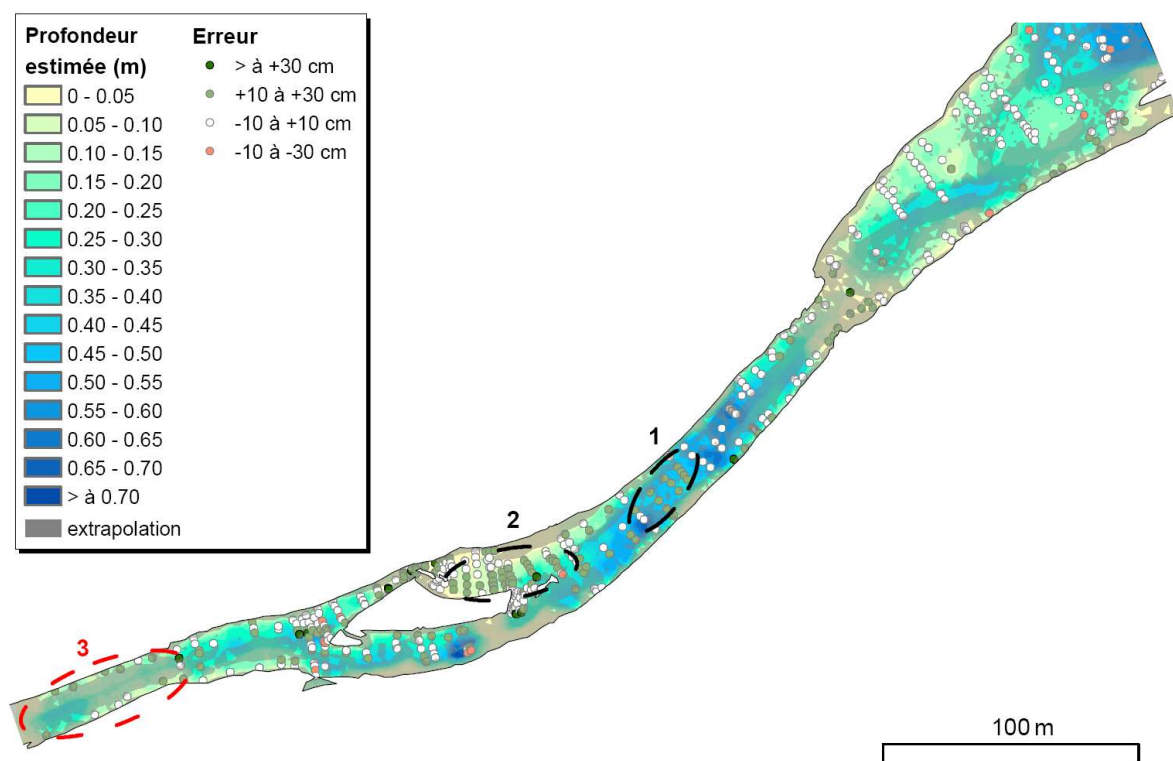 Profondeur
estimée (m)
0 - 0.05
0.05 - 0.10
0.10 - 0.15
0.15 - 0.20
0.20 - 0.25
0.25 - 0.30
0.30 - 0.35
0.35 - 0.40
0.40 - 0.45
0.45 - 0.50
0.50 - 0.55
0.55 - 0.60
0.60 - 0.65
0.65 - 0.70
> à 0.70
extrapolation
Erreur
> à +30 cm
+10 à +30 cm
-10 à +10 cm
-10 à -30 cm
1
2
3
100 m